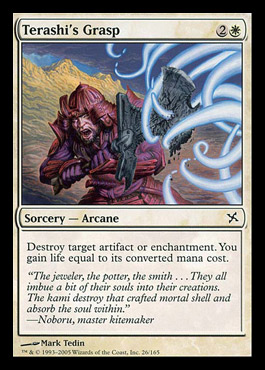 Terashi's Grasp 2
Sorcery — Arcane
Destroy target artifact or enchantment. You
gain life equal to its converted mana cost.
"The jeweler, the potter, the smith . . . They all
imbue a bit of their souls into their creations.
The kami destroy that crafted mortal shell and
absorb the soul within."
—Noboru, master kitemaker
Mark Tedin
™ & © 1993–2005 Wizards of the Coast, Inc. 26/165